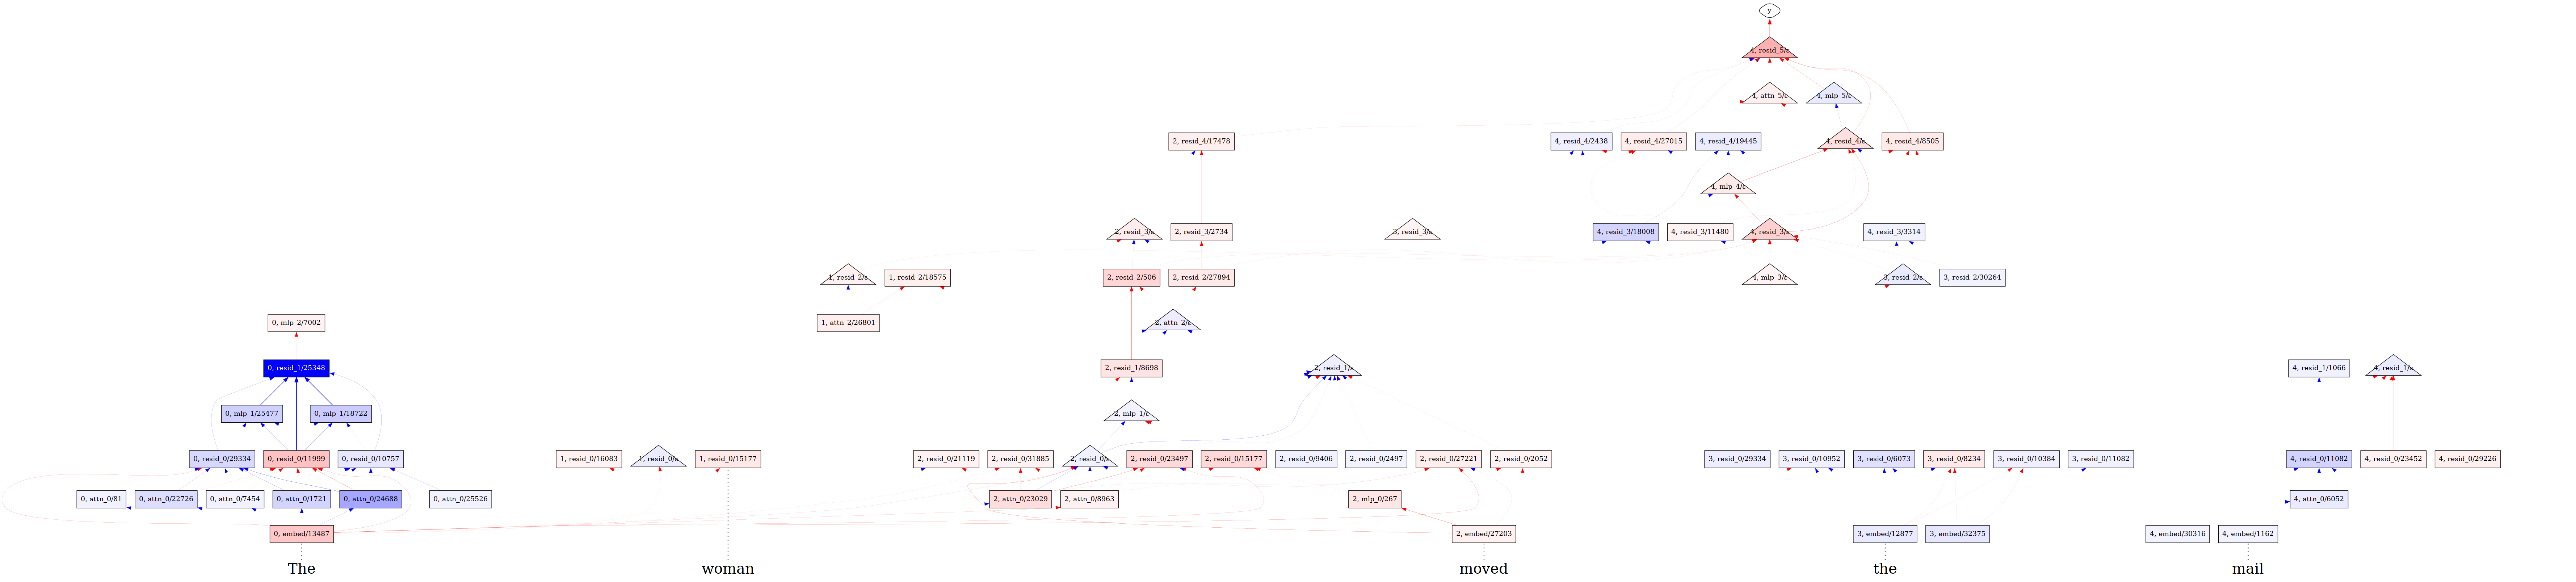 y
4, resid_5/ε
4, attn_5/ε 4, mlp_5/ε
2, resid_4/17478 4, resid_4/2438 4, resid_4/27015 4, resid_4/19445 4, resid_4/ε 4, resid_4/8505
4, mlp_4/ε
2, resid_3/ε 2, resid_3/2734 3, resid_3/ε 4, resid_3/18008 4, resid_3/11480 4, resid_3/ε 4, resid_3/3314
1, resid_2/ε 1, resid_2/18575 2, resid_2/506 2, resid_2/27894 4, mlp_3/ε 3, resid_2/ε 3, resid_2/30264
0, mlp_2/7002 1, attn_2/26801 2, attn_2/ε
0, resid_1/25348 2, resid_1/8698 2, resid_1/ε 4, resid_1/1066 4, resid_1/ε
0, mlp_1/25477 0, mlp_1/18722 2, mlp_1/ε
0, resid_0/29334 0, resid_0/11999 0, resid_0/10757 1, resid_0/16083 1, resid_0/ε 1, resid_0/15177 2, resid_0/21119 2, resid_0/31885 2, resid_0/ε 2, resid_0/23497 2, resid_0/15177 2, resid_0/9406 2, resid_0/2497 2, resid_0/27221 2, resid_0/2052 3, resid_0/29334 3, resid_0/10952 3, resid_0/6073 3, resid_0/8234 3, resid_0/10384 3, resid_0/11082 4, resid_0/11082 4, resid_0/23452 4, resid_0/29226
0, attn_0/81 0, attn_0/22726 0, attn_0/7454 0, attn_0/1721 0, attn_0/24688 0, attn_0/25526 2, attn_0/23029 2, attn_0/8963 2, mlp_0/267 4, attn_0/6052
0, embed/13487 2, embed/27203 3, embed/12877 3, embed/32375 4, embed/30316 4, embed/1162
The woman moved the mail